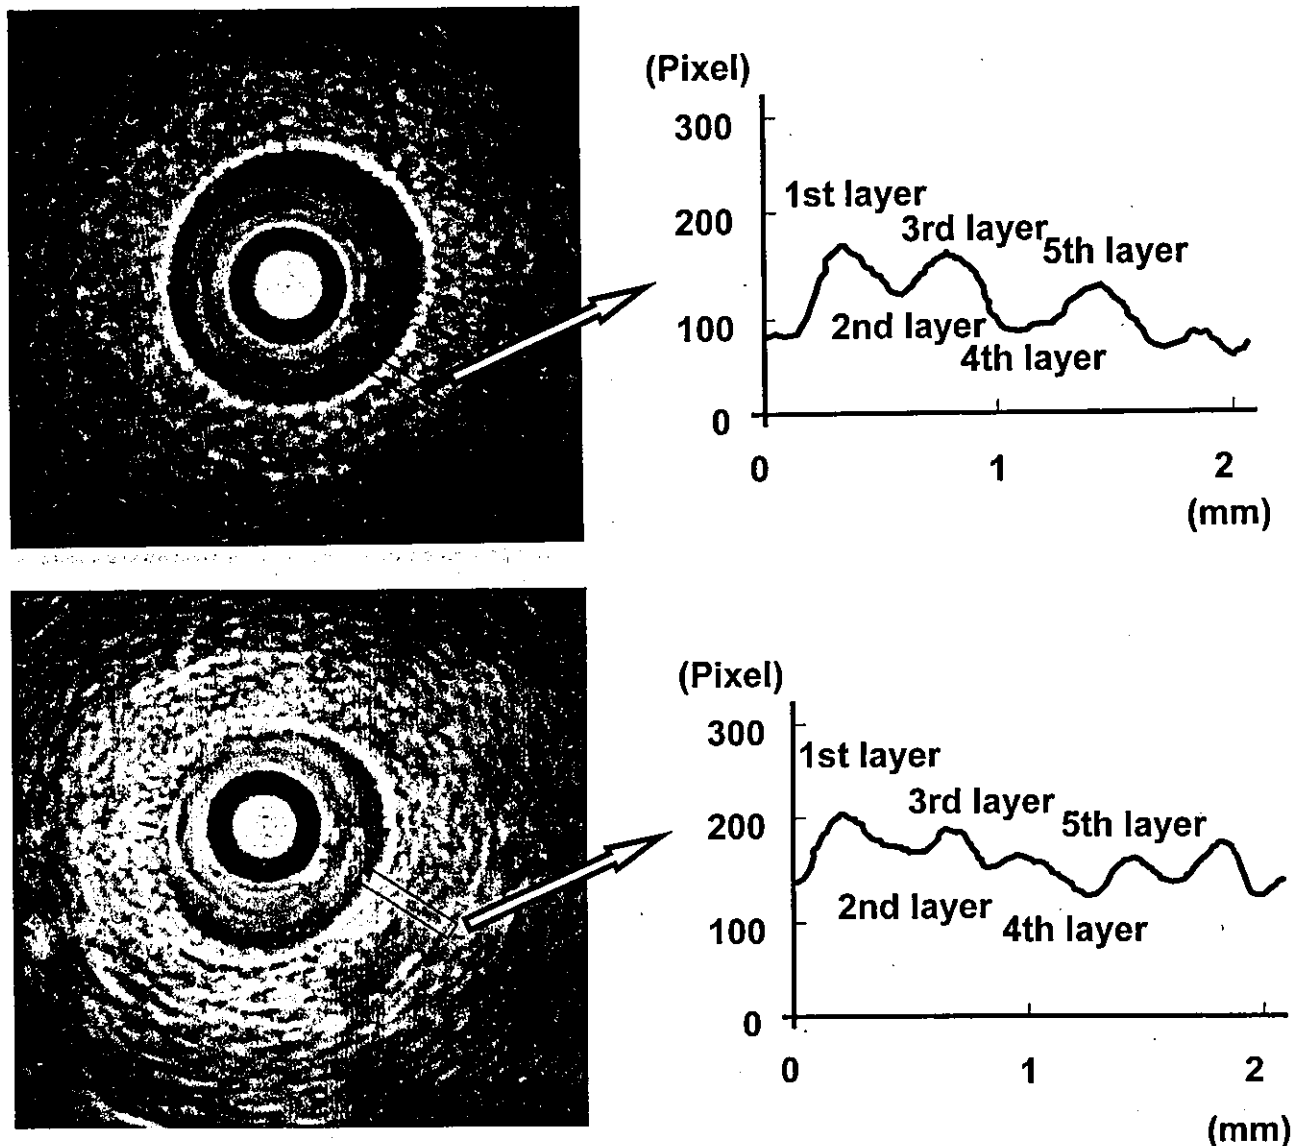 (Pixel)
300
1st layer
200
3rd layer
5th layer
100
2nd layer
4th layer
0
0 1 2
(mm)
(Pixel)
300
1st layer
3rd layer
200
5th layer
2nd layer
100
4th layer
0
0 1 2
(mm)